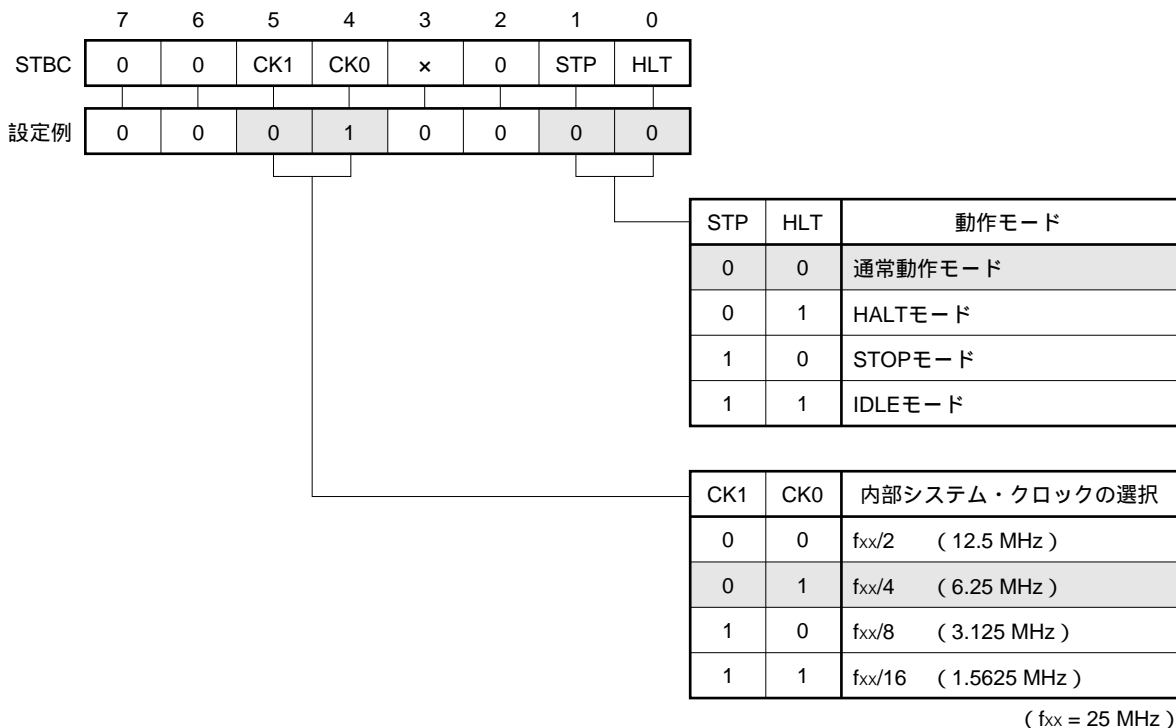 7 6 5 4 3 2 1 0
STBC 0 0 CK1 CK0 × 0 STP HLT
設定例 0 0 0 1 0 0 0 0
STP HLT 動作モード
0 0 通常動作モード
0 1 HALTモード
1 0 STOPモード
1 1 IDLEモード
CK1 CK0 内部システム・クロックの選択
0 0 fxx/2 (12.5 MHz)
0 1 fxx/4 (6.25 MHz)
1 0 fxx/8 (3.125 MHz)
1 1 fxx/16 (1.5625 MHz)
(fxx = 25 MHz)